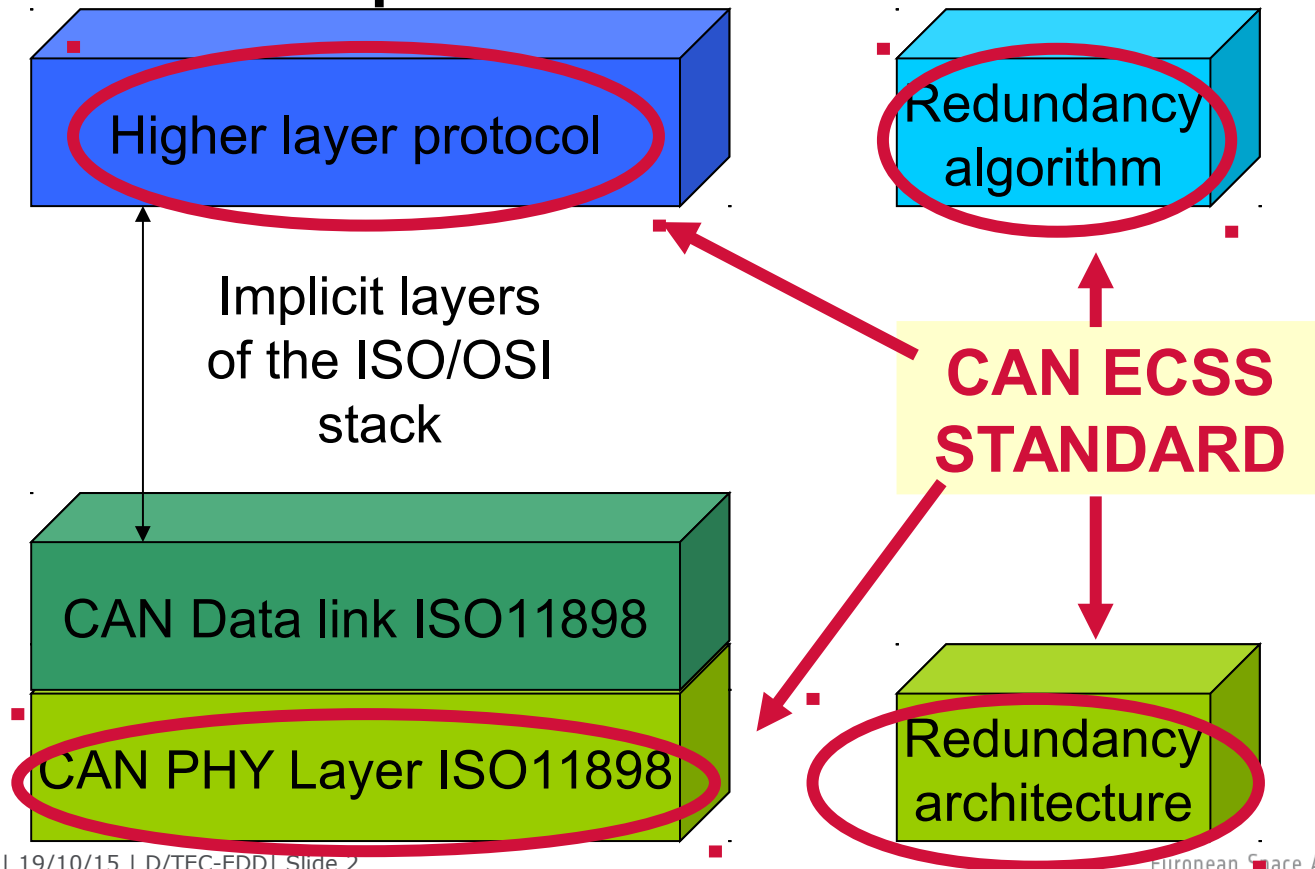 Higher layer protocol
Redundancy
algorithm
Implicit layers
of the ISO/OSI
stack
CAN ECSS
STANDARD
CAN Data link ISO11898
CAN PHY Layer ISO11898
Redundancy
architecture
| 19/10/15 | D/TEC-EDD| Slide 2
European Space A